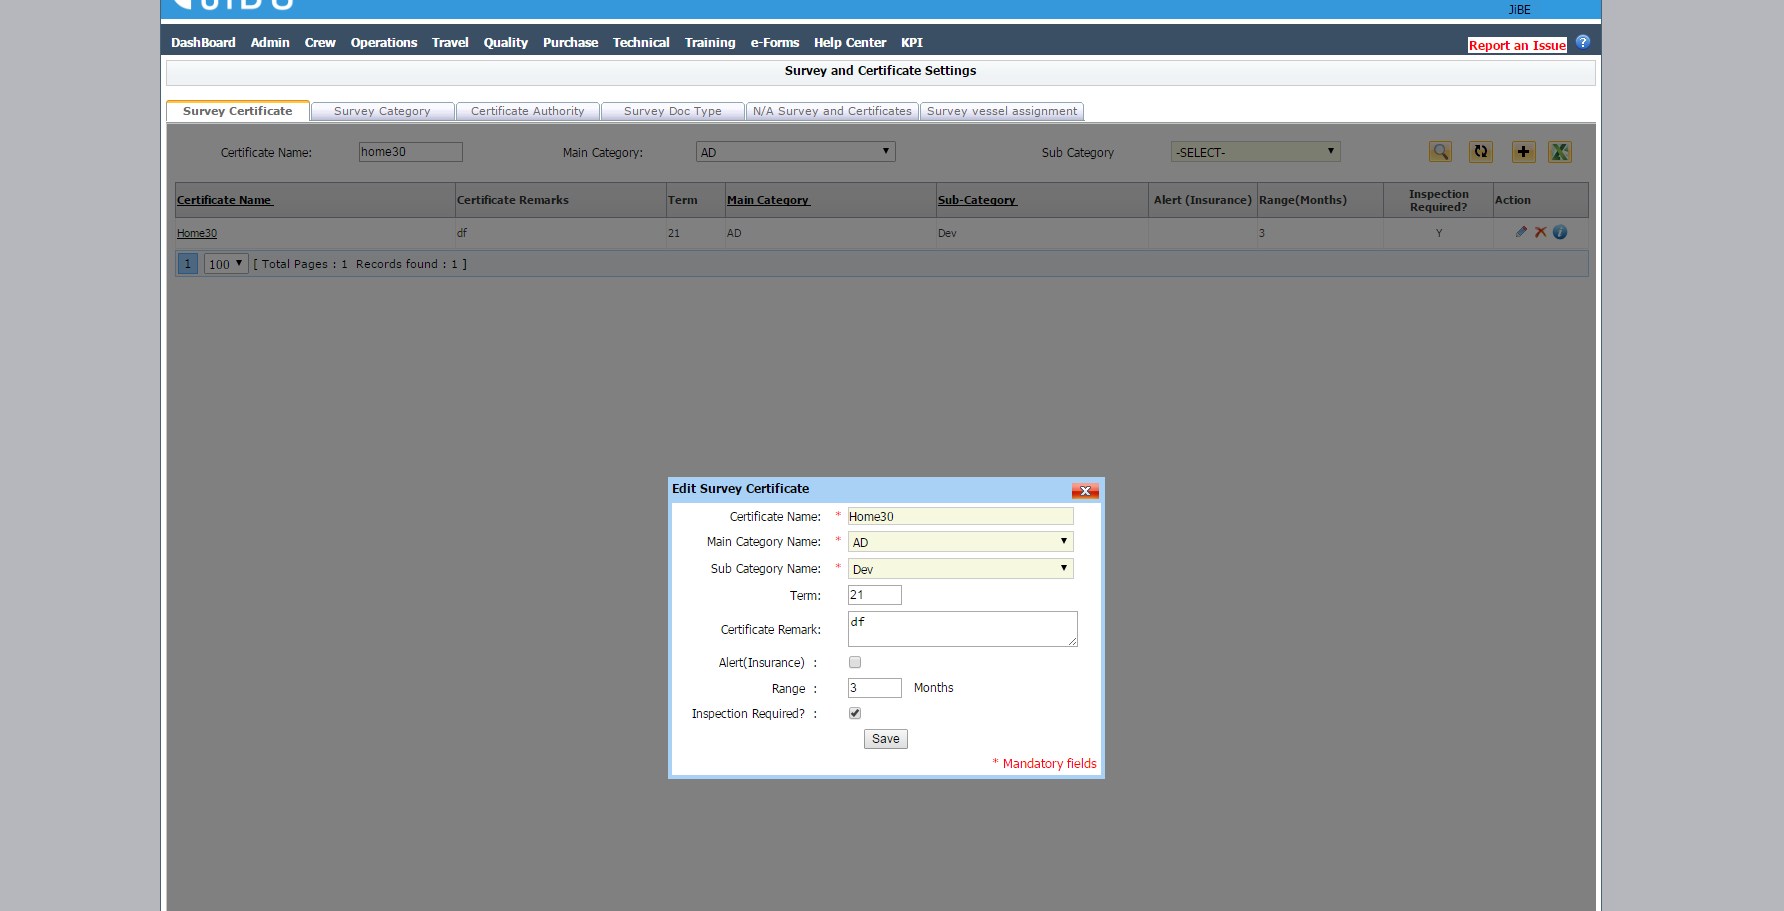 JiBE
DashBoard Admin Crew Operations Travel Quality Purchase Technical Training e-Forms Help Center KPI
Report an Issue ?
Survey and Certificate Settings
Survey Certificate Survey Category Certificate Authority Survey Doc Type N/A Survey and Certificates Survey vessel assignment
Certificate Name: home30 Main Category: AD Sub Category -SELECT-
Certificate Name Certificate Remarks Term Main Category Sub-Category Alert (Insurance) Range(Months) Inspection Required? Action
Home30 df 21 AD Dev 3 Y
1 100 [ Total Pages : 1 Records found : 1 ]
Edit Survey Certificate
Certificate Name: * Home30
Main Category Name: * AD
Sub Category Name: * Dev
Term: 21
Certificate Remark: df
Alert(Insurance) :
Range : 3 Months
Inspection Required? :
Save
* Mandatory fields